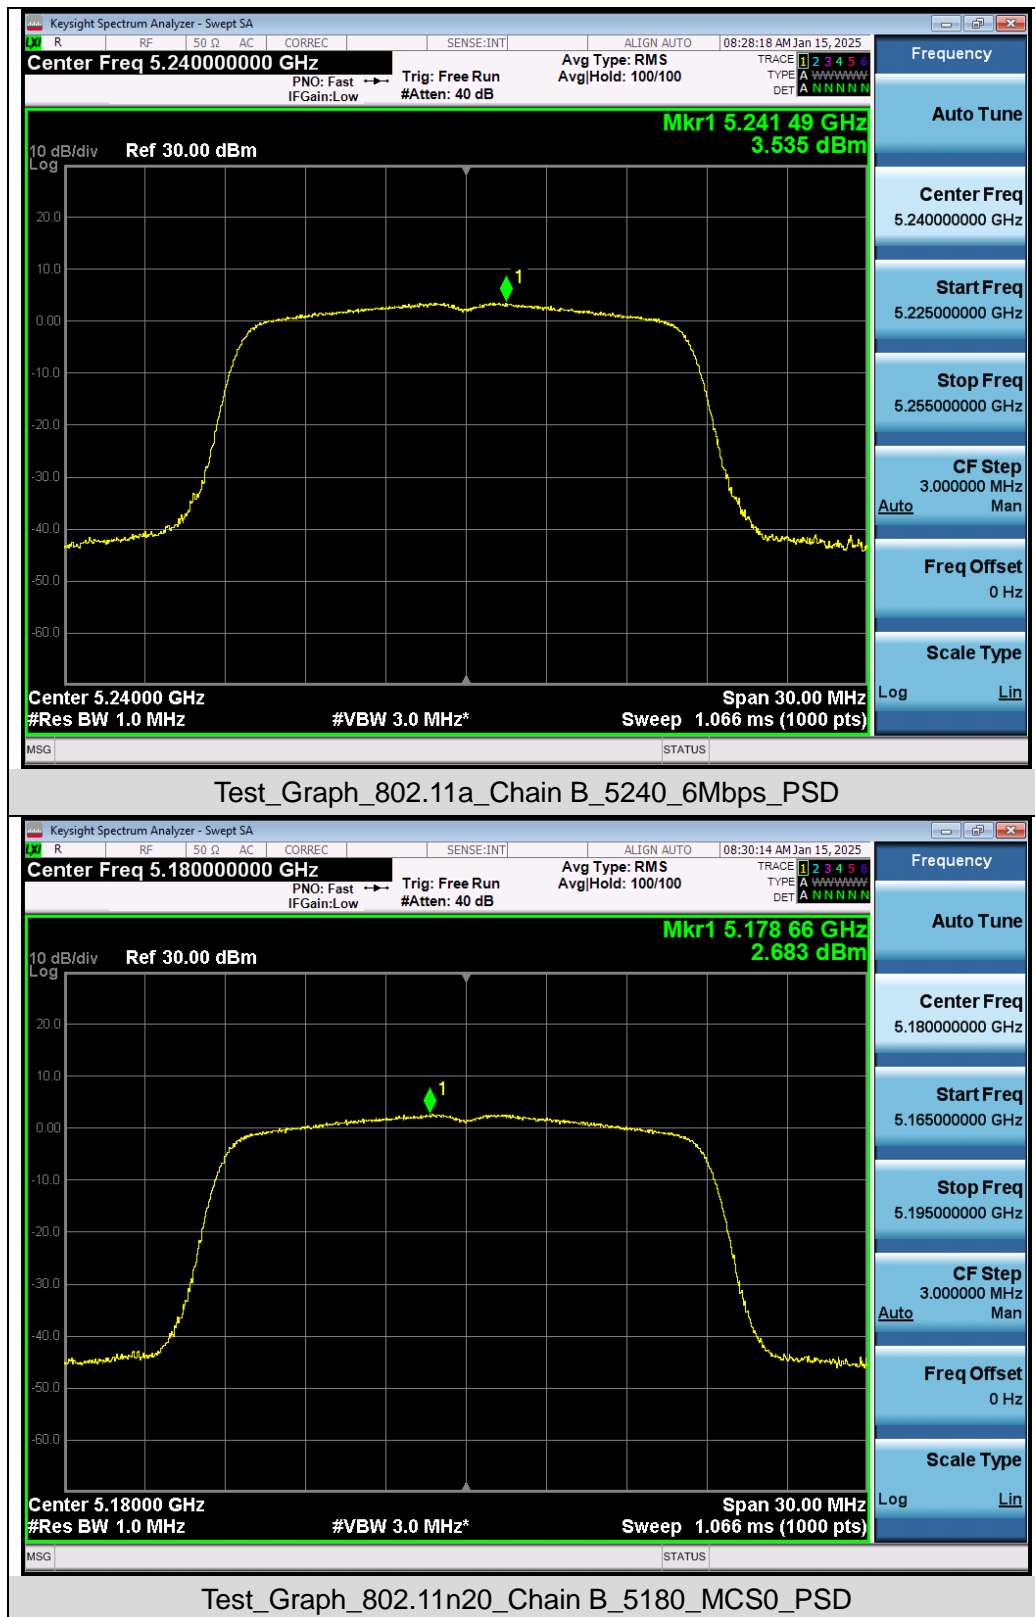 Keysight Spectrum Analyzer - Swept SA
LXI R RF 50 Ω AC CORREC SENSE:INT ALIGN AUTO 08:28:18 AM Jan 15, 2025
Center Freq 5.240000000 GHz
PNO: Fast
IFGain:Low
Trig: Free Run
#Atten: 40 dB
Avg Type: RMS
Avg|Hold: 100/100
TRACE 1 2 3 4 5 6
TYPE A WWWWW
DET A N N N N N
Frequency
Auto Tune
Center Freq
5.240000000 GHz
Start Freq
5.225000000 GHz
Stop Freq
5.255000000 GHz
CF Step
3.000000 MHz
Auto Man
Freq Offset
0 Hz
Scale Type
Log Lin
Mkr1 5.241 49 GHz
3.535 dBm
10 dB/div Ref 30.00 dBm
Log
20.0
10.0
1
0.00
-10.0
-20.0
-30.0
-40.0
-50.0
-60.0
Center 5.24000 GHz Span 30.00 MHz
#Res BW 1.0 MHz #VBW 3.0 MHz* Sweep 1.066 ms (1000 pts)
MSG STATUS
Test_Graph_802.11a_Chain B_5240_6Mbps_PSD
Keysight Spectrum Analyzer - Swept SA
LXI R RF 50 Ω AC CORREC SENSE:INT ALIGN AUTO 08:30:14 AM Jan 15, 2025
Center Freq 5.180000000 GHz
PNO: Fast
IFGain:Low
Trig: Free Run
#Atten: 40 dB
Avg Type: RMS
Avg|Hold: 100/100
TRACE 1 2 3 4 5 6
TYPE A WWWWW
DET A N N N N N
Frequency
Auto Tune
Center Freq
5.180000000 GHz
Start Freq
5.165000000 GHz
Stop Freq
5.195000000 GHz
CF Step
3.000000 MHz
Auto Man
Freq Offset
0 Hz
Scale Type
Log Lin
Mkr1 5.178 66 GHz
2.683 dBm
10 dB/div Ref 30.00 dBm
Log
20.0
10.0
1
0.00
-10.0
-20.0
-30.0
-40.0
-50.0
-60.0
Center 5.18000 GHz Span 30.00 MHz
#Res BW 1.0 MHz #VBW 3.0 MHz* Sweep 1.066 ms (1000 pts)
MSG STATUS
Test_Graph_802.11n20_Chain B_5180_MCS0_PSD